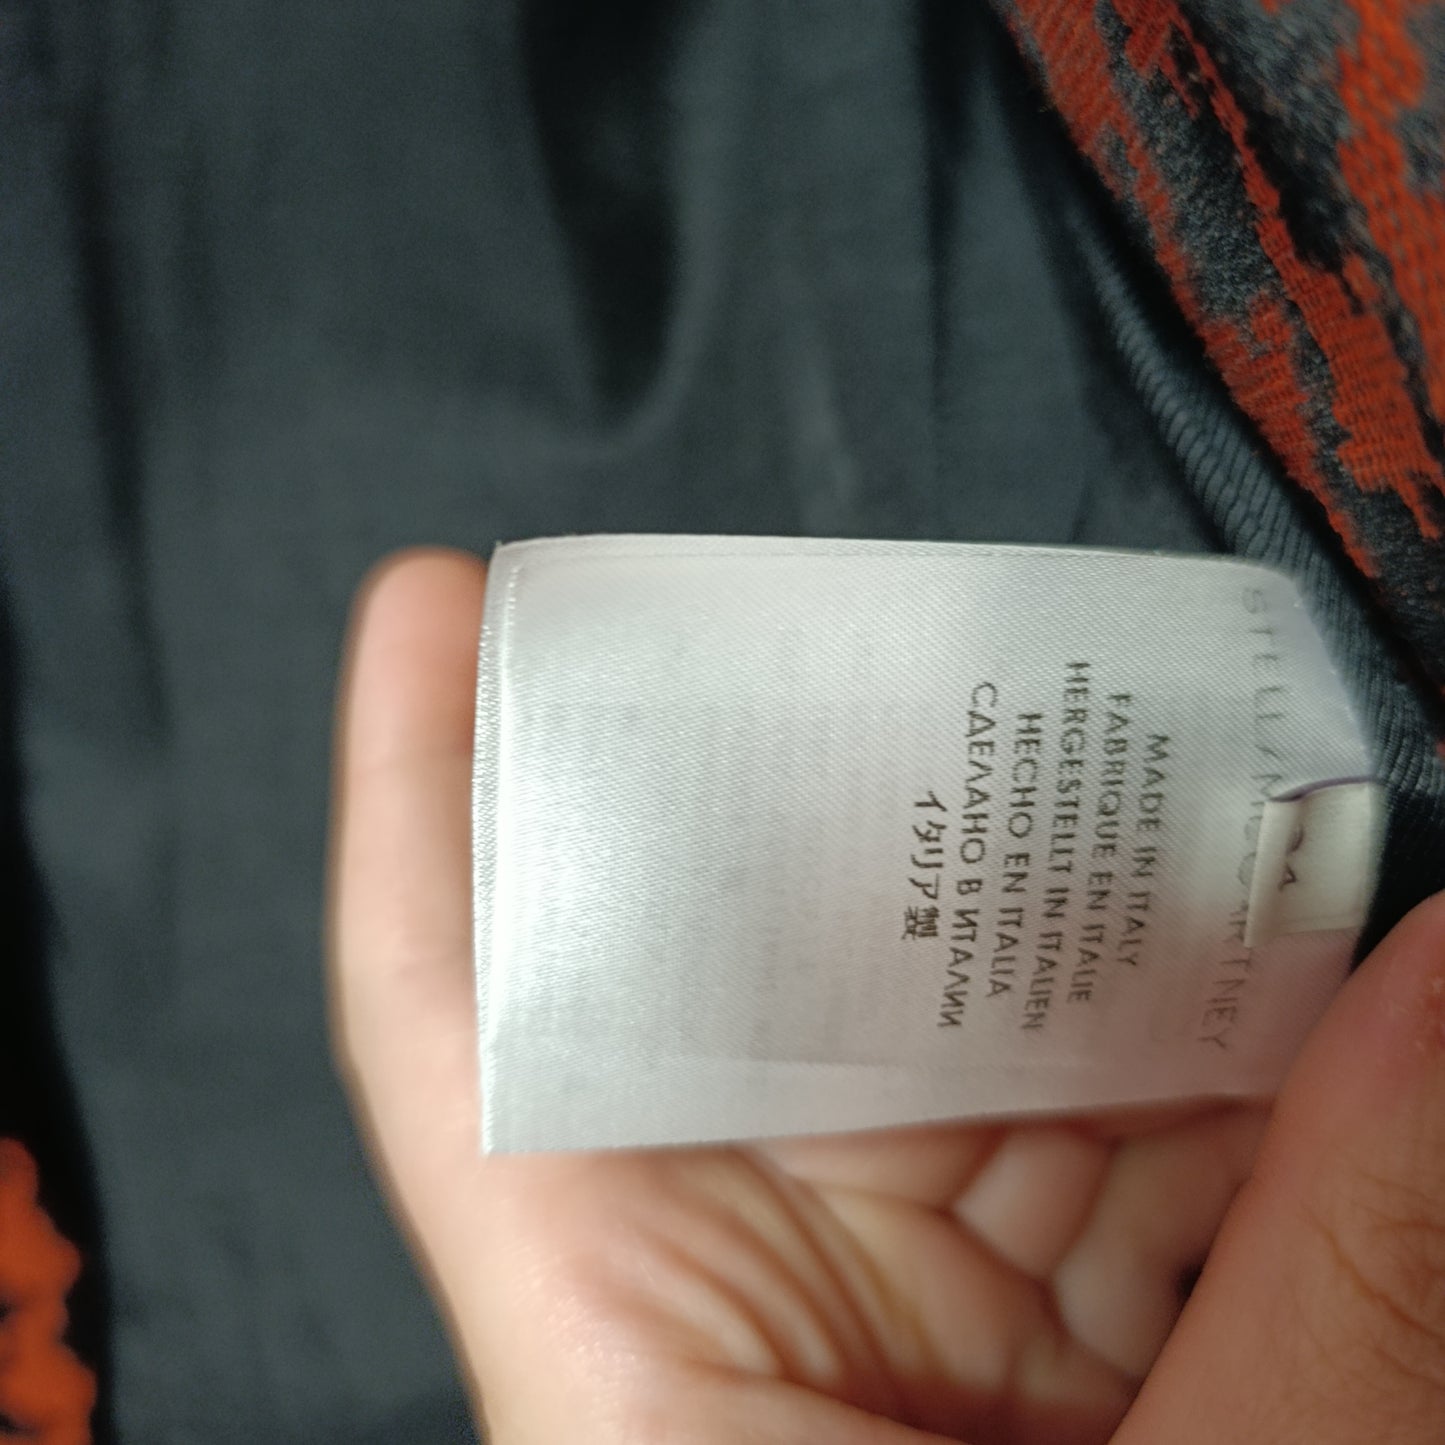 STELLA McCARTNEY
MADE IN ITALY
FABRIQUE EN ITALIE
HERGESTELLT IN ITALIEN
HECHO EN ITALIA
СДЕЛАНО В ИТАЛИИ
イタリア製